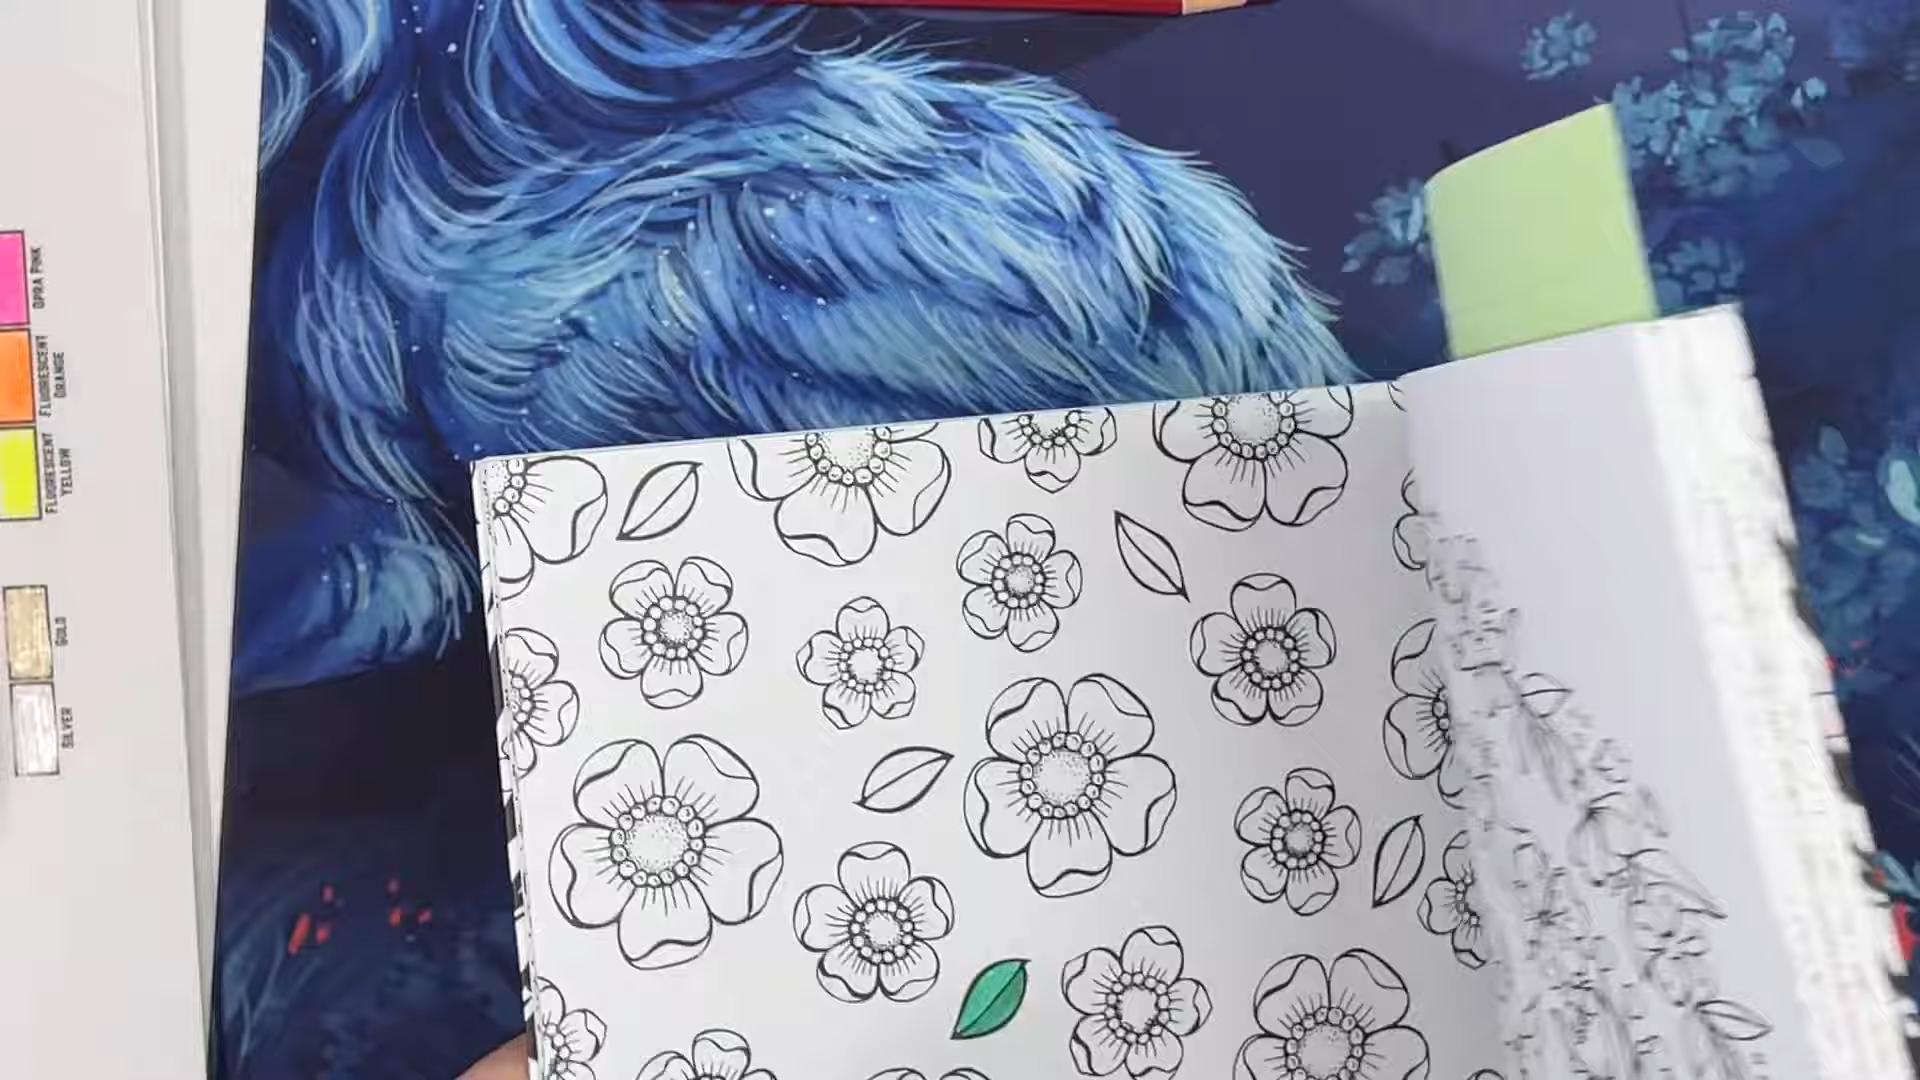 OPRA PINK
FLUORESCENT
ORANGE
FLUORESCENT
YELLOW
GOLD
SILVER